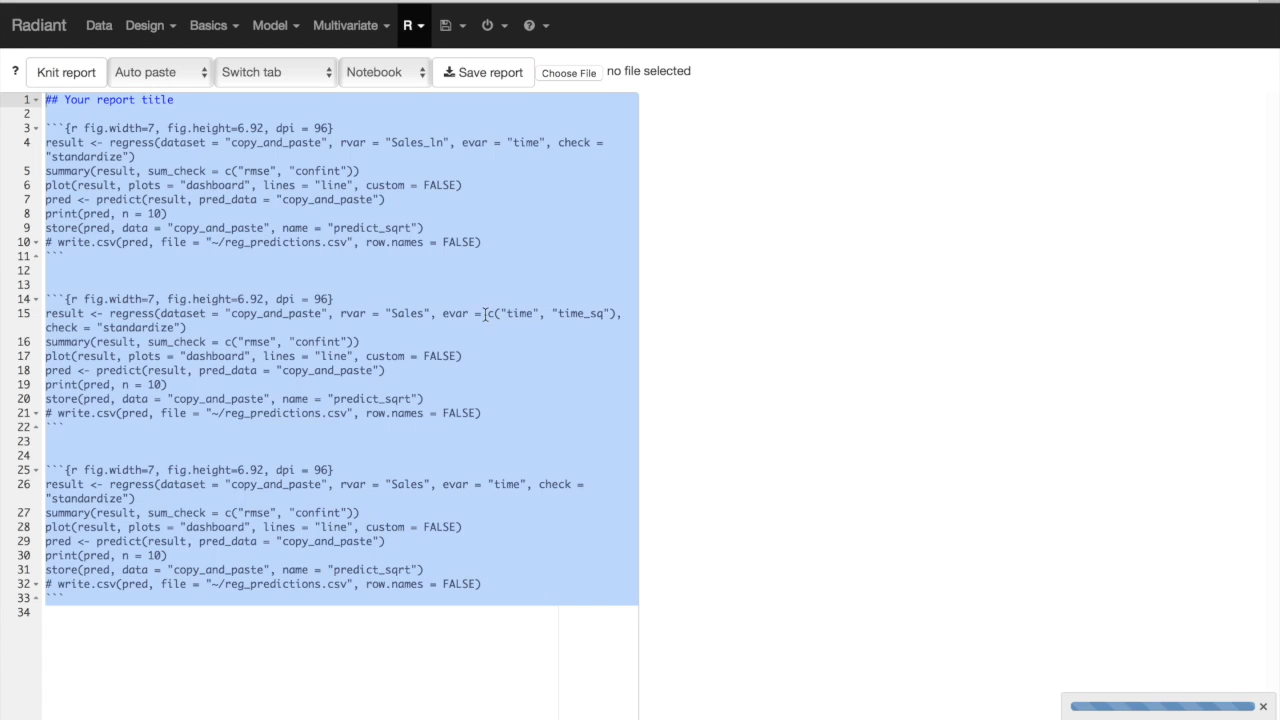 Radiant Data Design Basics Model Multivariate R
? Knit report Auto paste Switch tab Notebook Save report Choose File no file selected
1 ## Your report title
2
3 ```{r fig.width=7, fig.height=6.92, dpi = 96}
4 result <- regress(dataset = "copy_and_paste", rvar = "Sales_ln", evar = "time", check =
"standardize")
5 summary(result, sum_check = c("rmse", "confint"))
6 plot(result, plots = "dashboard", lines = "line", custom = FALSE)
7 pred <- predict(result, pred_data = "copy_and_paste")
8 print(pred, n = 10)
9 store(pred, data = "copy_and_paste", name = "predict_sqrt")
10 # write.csv(pred, file = "~/reg_predictions.csv", row.names = FALSE)
11 ```
12
13
14 ```{r fig.width=7, fig.height=6.92, dpi = 96}
15 result <- regress(dataset = "copy_and_paste", rvar = "Sales", evar = c("time", "time_sq"),
check = "standardize")
16 summary(result, sum_check = c("rmse", "confint"))
17 plot(result, plots = "dashboard", lines = "line", custom = FALSE)
18 pred <- predict(result, pred_data = "copy_and_paste")
19 print(pred, n = 10)
20 store(pred, data = "copy_and_paste", name = "predict_sqrt")
21 # write.csv(pred, file = "~/reg_predictions.csv", row.names = FALSE)
22 ```
23
24
25 ```{r fig.width=7, fig.height=6.92, dpi = 96}
26 result <- regress(dataset = "copy_and_paste", rvar = "Sales", evar = "time", check =
"standardize")
27 summary(result, sum_check = c("rmse", "confint"))
28 plot(result, plots = "dashboard", lines = "line", custom = FALSE)
29 pred <- predict(result, pred_data = "copy_and_paste")
30 print(pred, n = 10)
31 store(pred, data = "copy_and_paste", name = "predict_sqrt")
32 # write.csv(pred, file = "~/reg_predictions.csv", row.names = FALSE)
33 ```
34